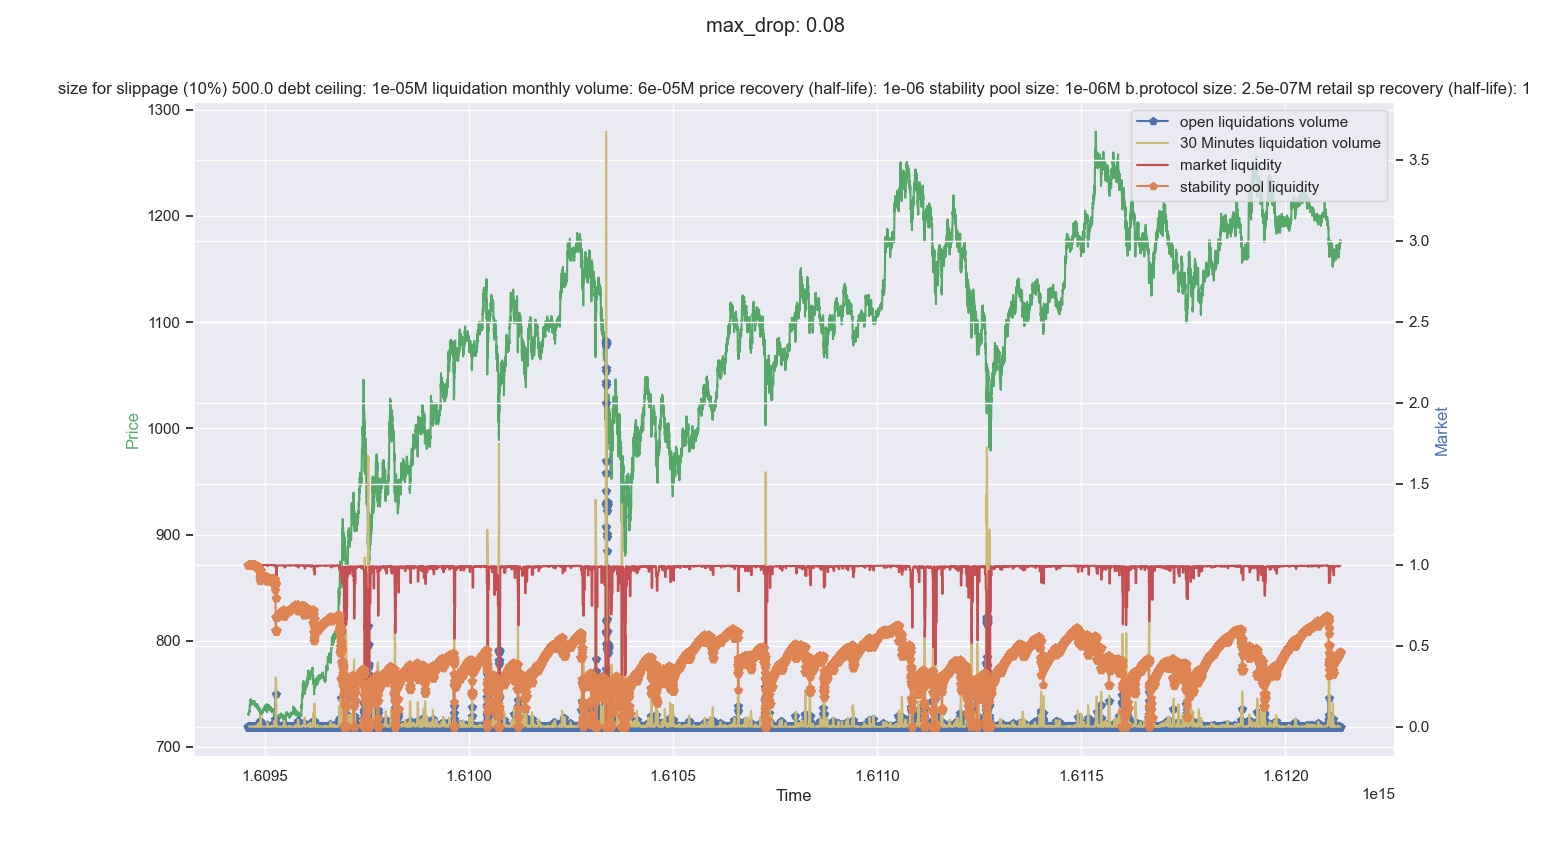 max_drop: 0.08
size for slippage (10%) 500.0 debt ceiling: 1e-05M liquidation monthly volume: 6e-05M price recovery (half-life): 1e-06 stability pool size: 1e-06M b.protocol size: 2.5e-07M retail sp recovery (half-life): 1
open liquidations volume
30 Minutes liquidation volume
market liquidity
stability pool liquidity
1300
1200
1100
1000
900
800
700
Price
3.5
3.0
2.5
2.0
1.5
1.0
0.5
0.0
Market
1.6095 1.6100 1.6105 1.6110 1.6115 1.6120
1e15
Time